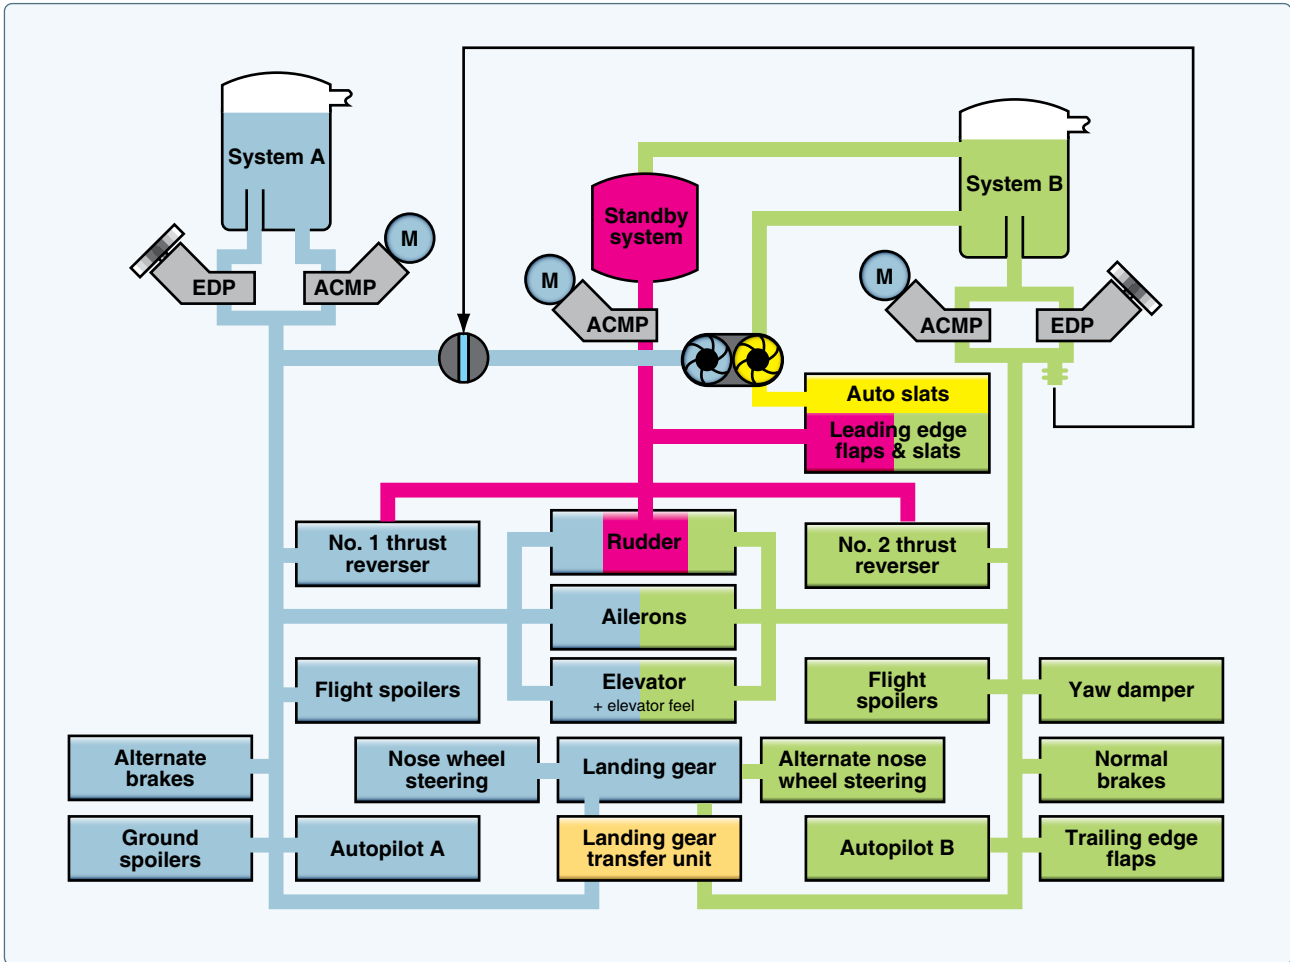 System A
System B
Standby
system
M
EDP
ACMP
M
ACMP
M
ACMP
EDP
Auto slats
Leading edge
flaps & slats
No. 1 thrust
reverser
Rudder
No. 2 thrust
reverser
Ailerons
Flight spoilers
Elevator
+ elevator feel
Flight
spoilers
Yaw damper
Alternate
brakes
Nose wheel
steering
Landing gear
Alternate nose
wheel steering
Normal
brakes
Ground
spoilers
Autopilot A
Landing gear
transfer unit
Autopilot B
Trailing edge
flaps